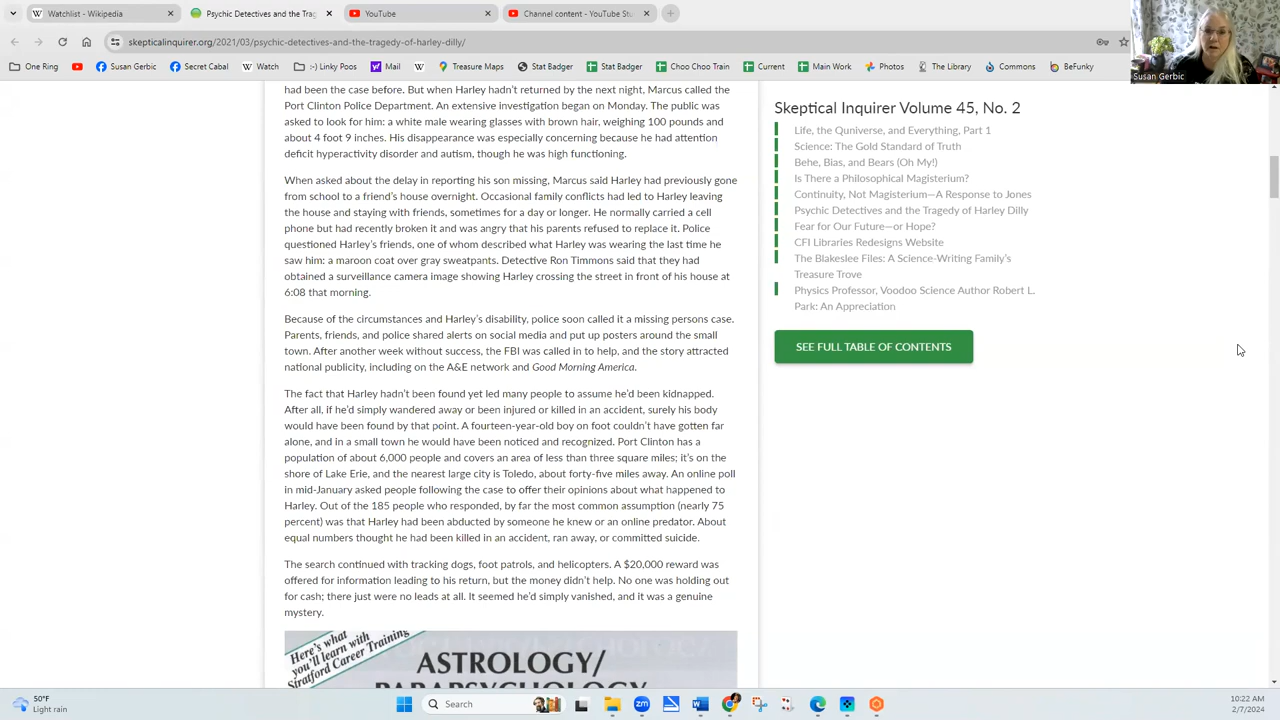 Watchlist - Wikipedia
Psychic Detectives and the Trag
YouTube
Channel content - YouTube Stu
skepticalinquirer.org/2021/03/psychic-detectives-and-the-tragedy-of-harley-dilly/
One Ring
Susan Gerbic
Secret Cabal
Website
:-) Linky Poos
Mail
Treasure Maps
Stat Badger
Stat Badger
Choo Choo Train
Current
Main Work
Photos
The Library
Commons
BeFunky
Susan Gerbic
had been the case before. But when Harley hadn't returned by the next night, Marcus called the
Port Clinton Police Department. An extensive investigation began on Monday. The public was
asked to look for him: a white male wearing glasses with brown hair, weighing 100 pounds and
about 4 foot 9 inches. His disappearance was especially concerning because he had attention
deficit hyperactivity disorder and autism, though he was high functioning.
When asked about the delay in reporting his son missing, Marcus said Harley had previously gone
from school to a friend's house overnight. Occasional family conflicts had led to Harley leaving
the house and staying with friends, sometimes for a day or longer. He normally carried a cell
phone but had recently broken it and was angry that his parents refused to replace it. Police
questioned Harley's friends, one of whom described what Harley was wearing the last time he
saw him: a maroon coat over gray sweatpants. Detective Ron Timmons said that they had
obtained a surveillance camera image showing Harley crossing the street in front of his house at
6:08 that morning.
Because of the circumstances and Harley's disability, police soon called it a missing persons case.
Parents, friends, and police shared alerts on social media and put up posters around the small
town. After another week without success, the FBI was called in to help, and the story attracted
national publicity, including on the A&E network and Good Morning America.
The fact that Harley hadn't been found yet led many people to assume he'd been kidnapped.
After all, if he'd simply wandered away or been injured or killed in an accident, surely his body
would have been found by that point. A fourteen-year-old boy on foot couldn't have gotten far
alone, and in a small town he would have been noticed and recognized. Port Clinton has a
population of about 6,000 people and covers an area of less than three square miles; it's on the
shore of Lake Erie, and the nearest large city is Toledo, about forty-five miles away. An online poll
in mid-January asked people following the case to offer their opinions about what happened to
Harley. Out of the 185 people who responded, by far the most common assumption (nearly 75
percent) was that Harley had been abducted by someone he knew or an online predator. About
equal numbers thought he had been killed in an accident, ran away, or committed suicide.
The search continued with tracking dogs, foot patrols, and helicopters. A $20,000 reward was
offered for information leading to his return, but the money didn't help. No one was holding out
for cash; there just were no leads at all. It seemed he'd simply vanished, and it was a genuine
mystery.
Here's what
you'll learn with
Stratford Career Training
ASTROLOGY/
PARAPSYCHOLOGY
Skeptical Inquirer Volume 45, No. 2
Life, the Quniverse, and Everything, Part 1
Science: The Gold Standard of Truth
Behe, Bias, and Bears (Oh My!)
Is There a Philosophical Magisterium?
Continuity, Not Magisterium—A Response to Jones
Psychic Detectives and the Tragedy of Harley Dilly
Fear for Our Future—or Hope?
CFI Libraries Redesigns Website
The Blakeslee Files: A Science-Writing Family's
Treasure Trove
Physics Professor, Voodoo Science Author Robert L.
Park: An Appreciation
SEE FULL TABLE OF CONTENTS
50°F
Light rain
Search
10:22 AM
2/7/2024